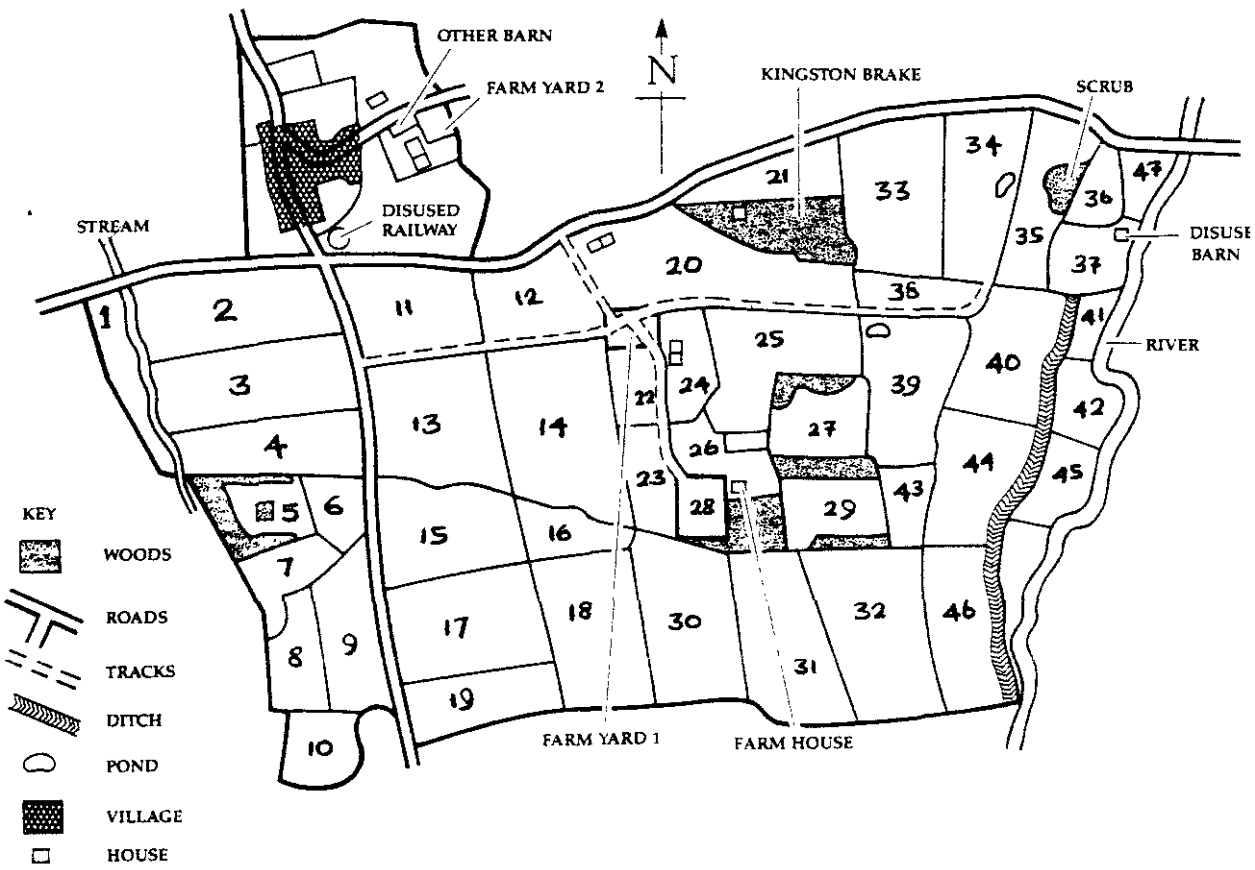 OTHER BARN
N
FARM YARD 2
KINGSTON BRAKE
SCRUB
34
47
21
33
36
STREAM
DISUSED
RAILWAY
35
DISUSE
BARN
20
37
1
2
11
12
38
41
25
RIVER
3
24
40
22
39
42
13
14
27
4
26
44
45
23
KEY
5
6
28
29
43
WOODS
15
16
7
ROADS
17
18
30
32
46
8
9
31
TRACKS
19
DITCH
10
FARM YARD 1
FARM HOUSE
POND
VILLAGE
HOUSE